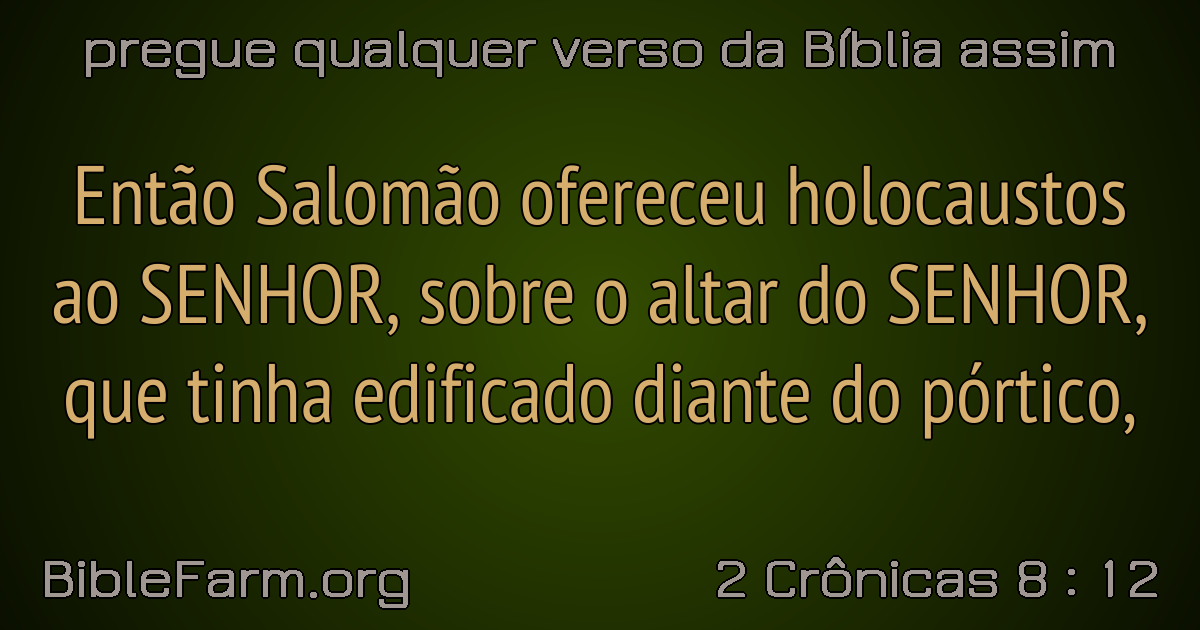 pregue qualquer verso da Bíblia assim
Então Salomão ofereceu holocaustos
ao SENHOR, sobre o altar do SENHOR,
que tinha edificado diante do pórtico,
BibleFarm.org
2 Crônicas 8 : 12